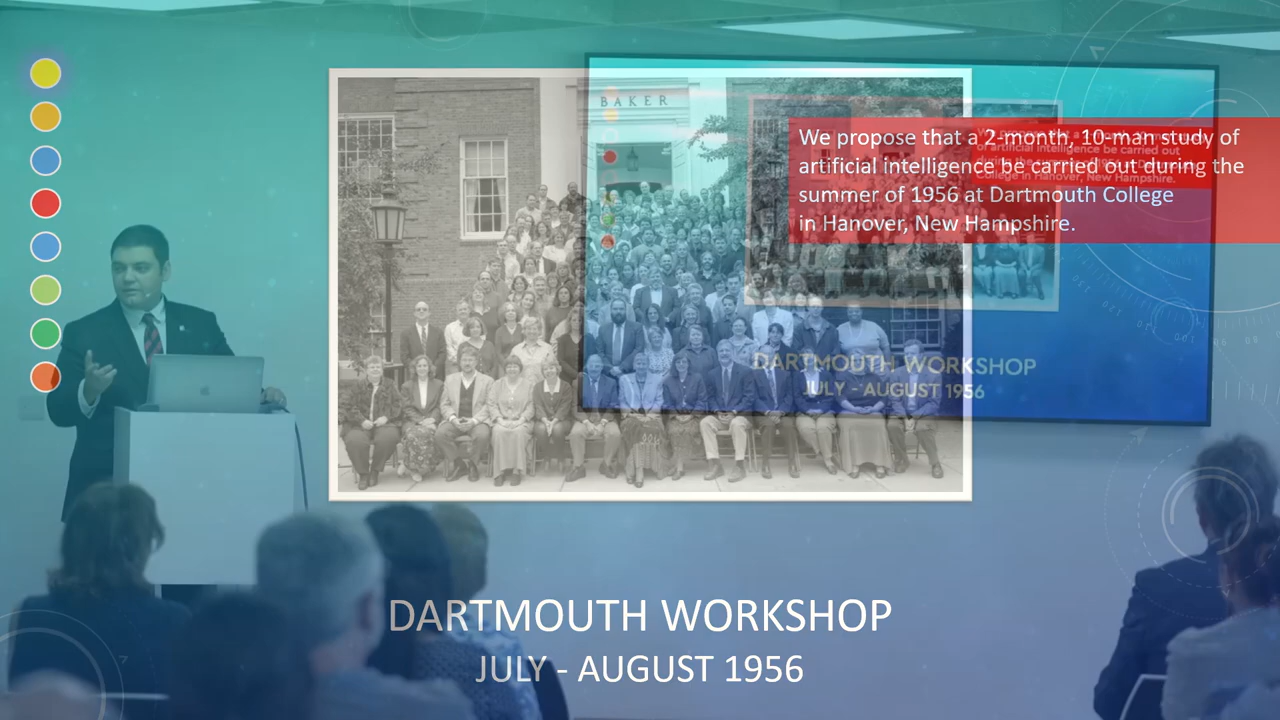 BAKER
We propose that a 2-month, 10-man study of
artificial intelligence be carried out during the
summer of 1956 at Dartmouth College
in Hanover, New Hampshire.
DARTMOUTH WORKSHOP
JULY - AUGUST 1956
DARTMOUTH WORKSHOP
JULY - AUGUST 1956